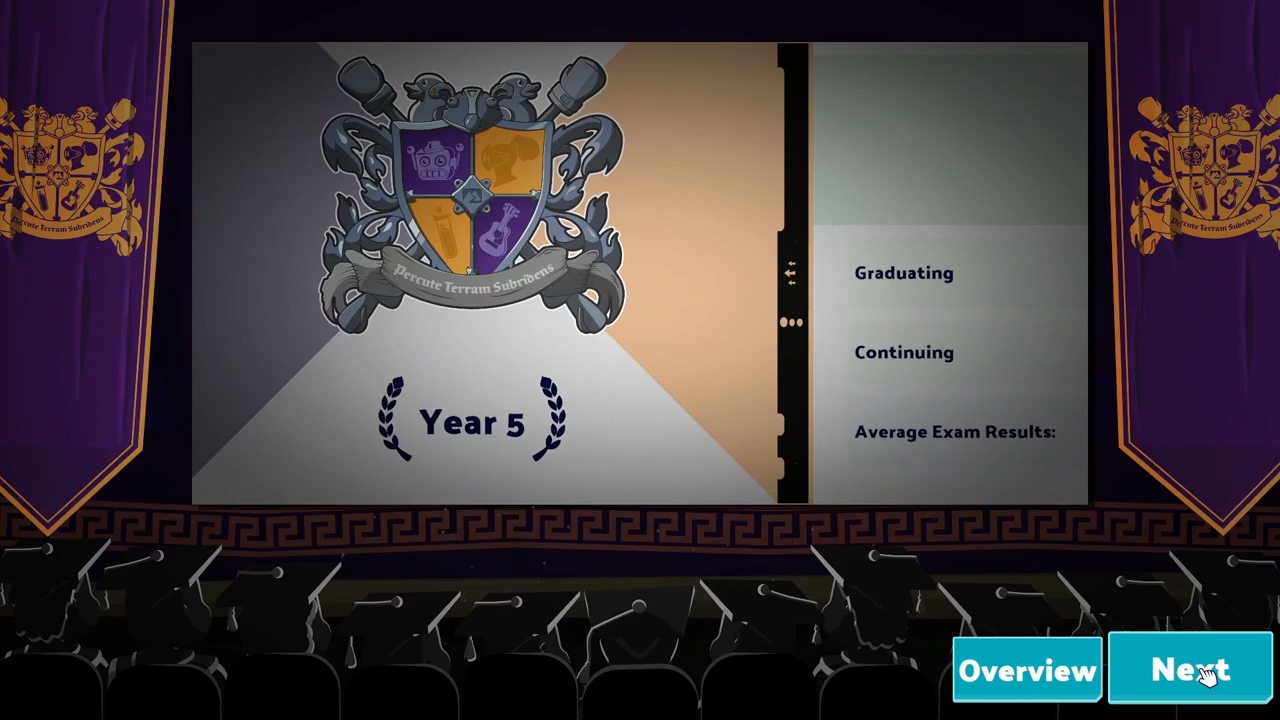 Percute Terram Subridens
Percute Terram Subridens
Percute Terram Subridens
Year 5
Graduating
Continuing
Average Exam Results:
Overview
Next